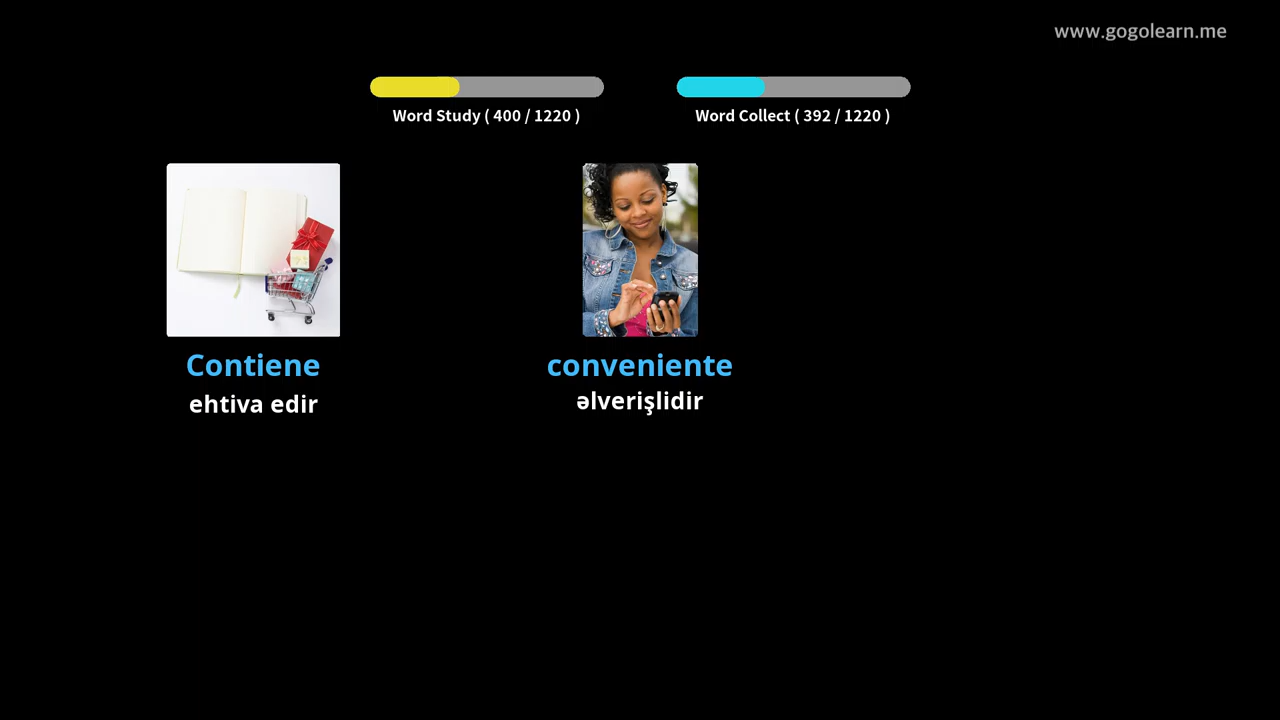 www.gogolearn.me
Word Study ( 400 / 1220 )
Word Collect ( 392 / 1220 )
Contiene
ehtiva edir
conveniente
əlverişlidir